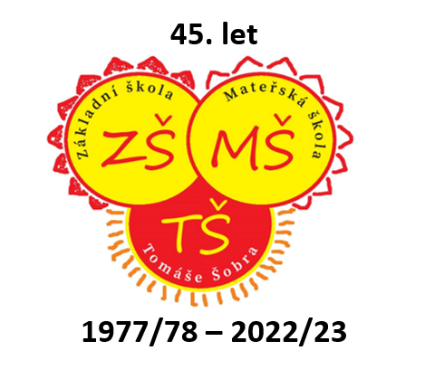 45. let
Základní škola
ZŠ
Mateřská škola
MŠ
TŠ
Tomáše Šobra
1977/78 – 2022/23